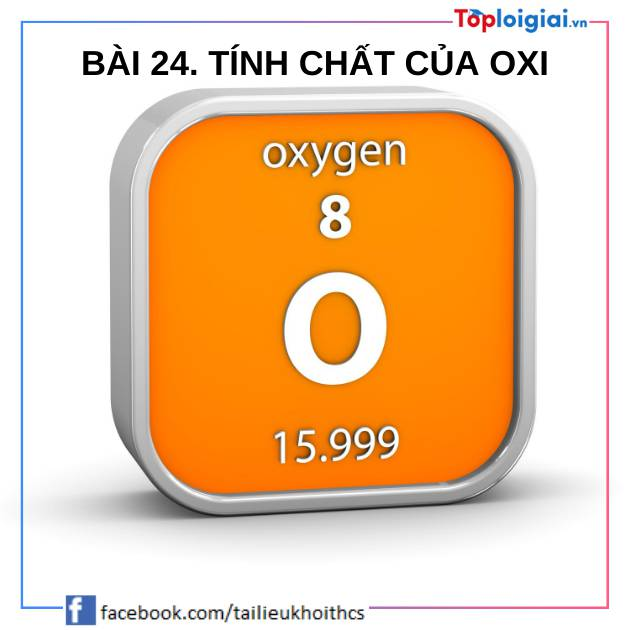 Toploigiai.vn
BÀI 24. TÍNH CHẤT CỦA OXI
oxygen
8
O
15.999
f facebook.com/tailieukhoithcs